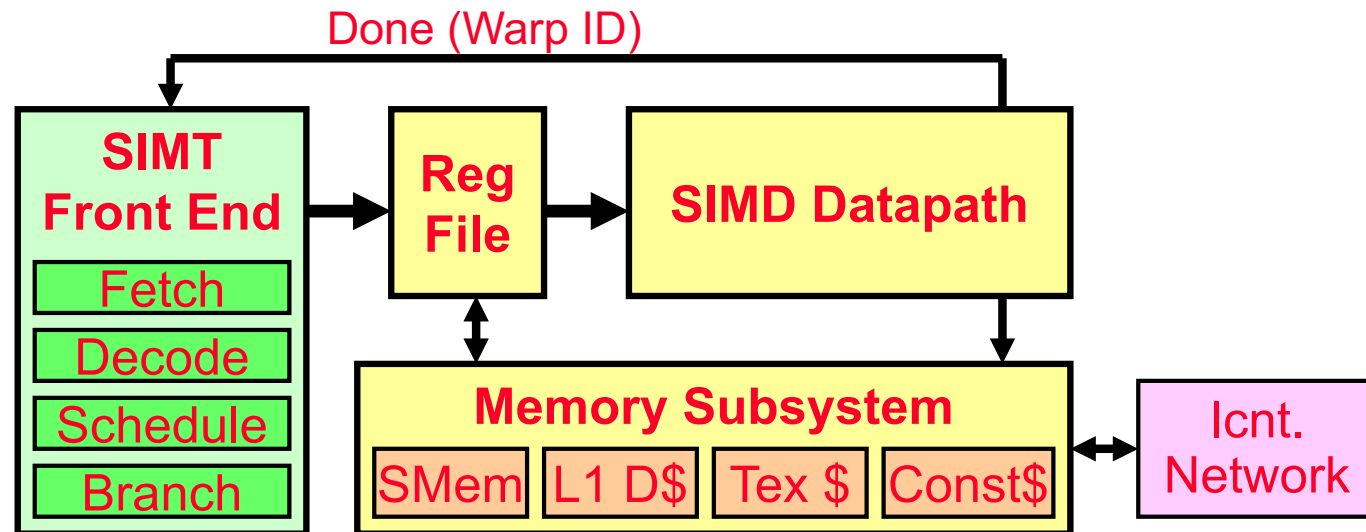 Done (Warp ID)
SIMT
Front End
Fetch
Decode
Schedule
Branch
Reg
File
SIMD Datapath
Memory Subsystem
SMem
L1 D$
Tex $
Const$
Icnt.
Network